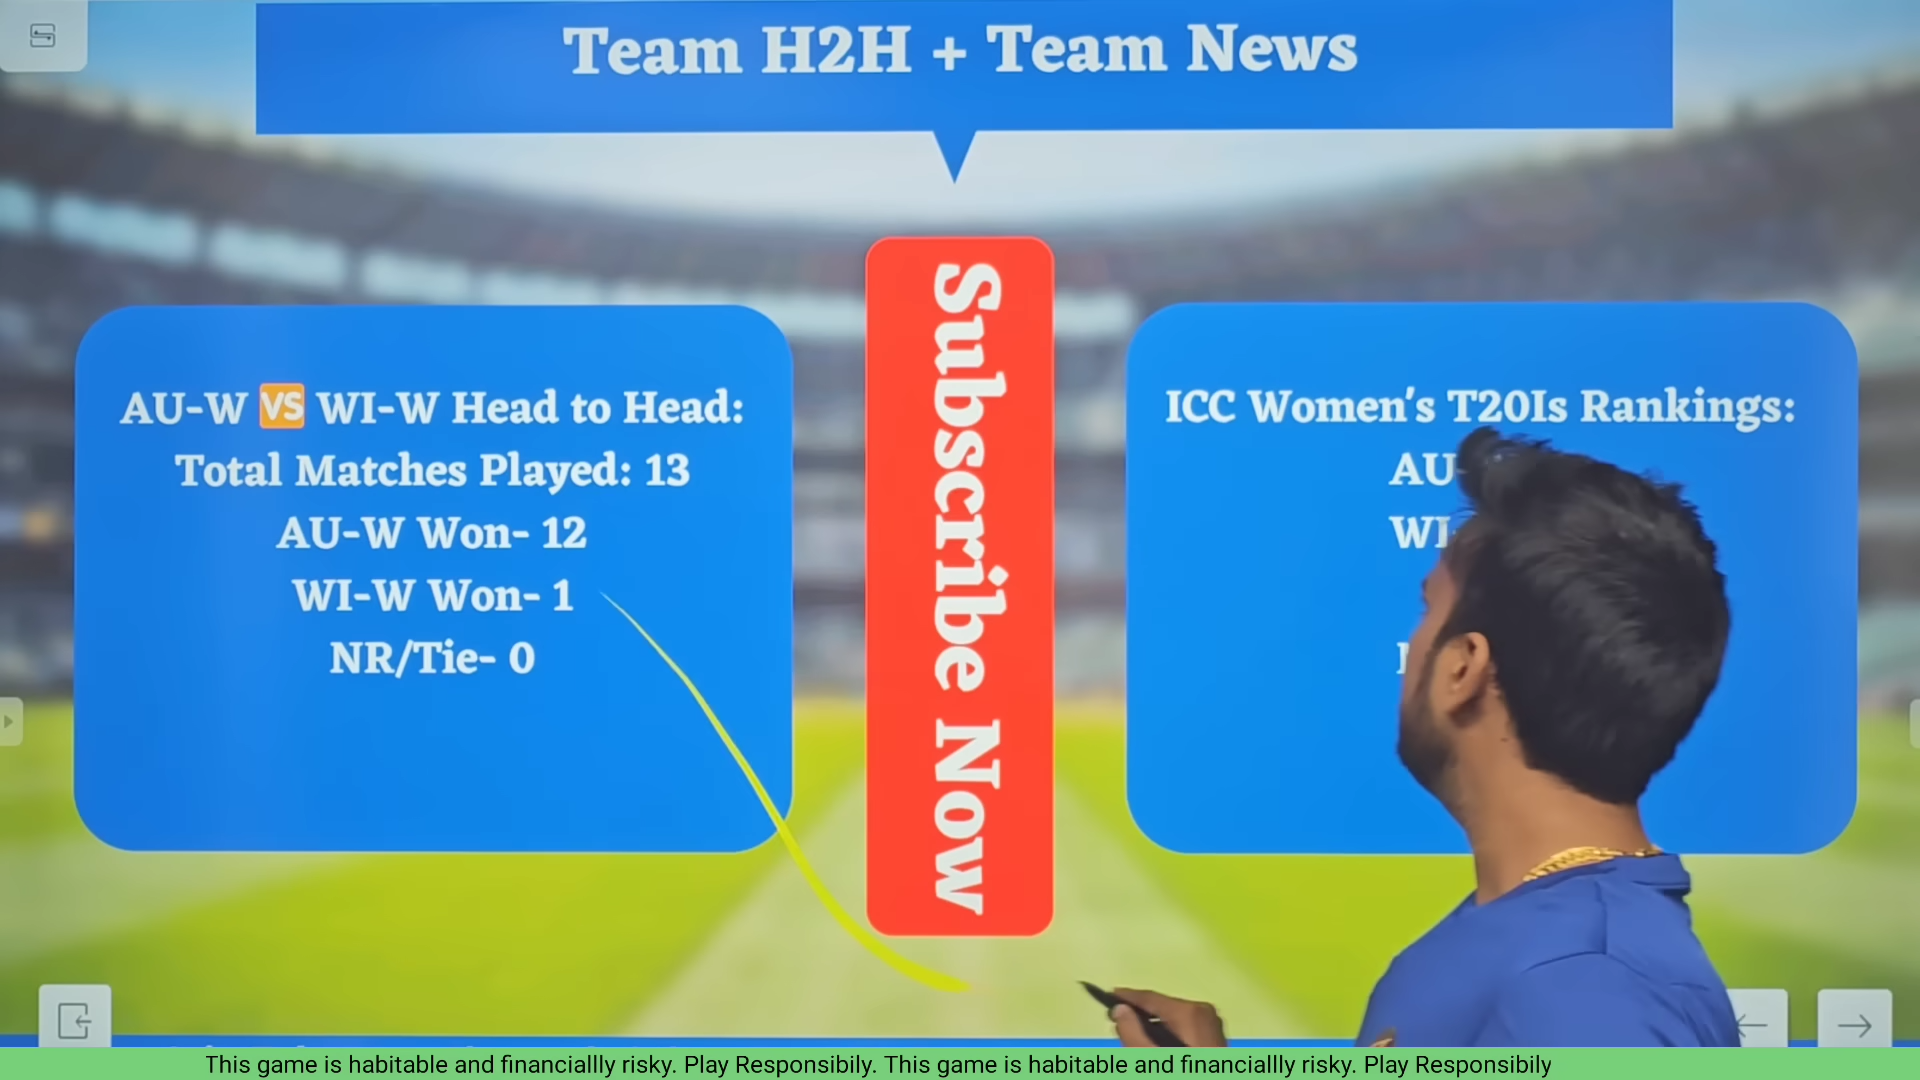 Team H2H + Team News
AU-W VS WI-W Head to Head:
Total Matches Played: 13
AU-W Won- 12
WI-W Won- 1
NR/Tie- 0
Subscribe Now
ICC Women's T20Is Rankings:
AU-
WI-
This game is habitable and financiallly risky. Play Responsibily. This game is habitable and financiallly risky. Play Responsibily